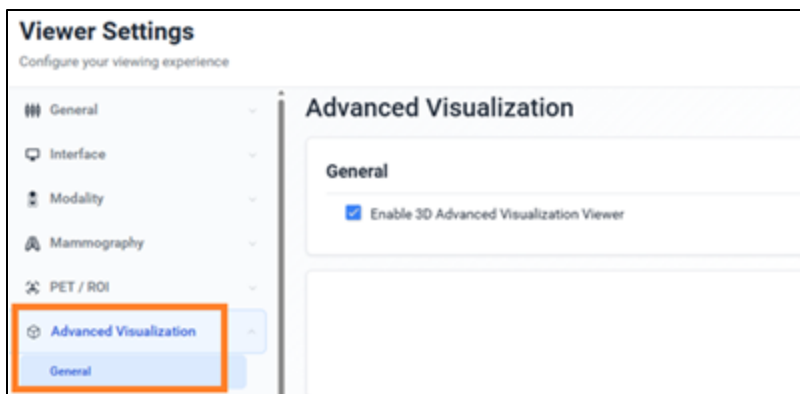 Viewer Settings
Configure your viewing experience
General
Interface
Modality
Mammography
PET / ROI
Advanced Visualization
General
Advanced Visualization
General
Enable 3D Advanced Visualization Viewer